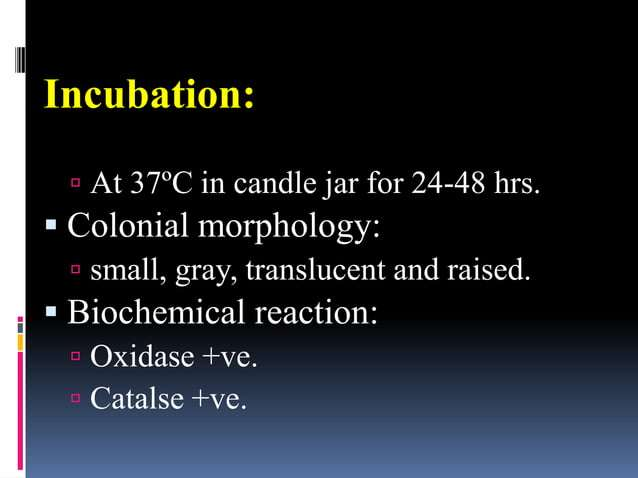 Incubation:
At 37ºC in candle jar for 24-48 hrs.
Colonial morphology:
small, gray, translucent and raised.
Biochemical reaction:
Oxidase +ve.
Catalse +ve.